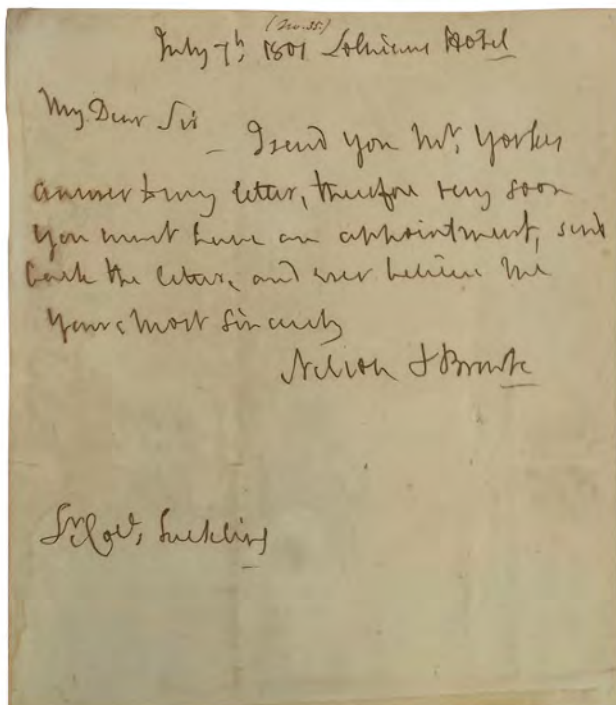 (No. 35.)
July 7th, 1801 Lothians Hotel
My Dear Sir
I send you Mr. Yorkes
answer to my letter, therefore very soon
you must have an appointment, send
back the letter, and ever believe me
Yours most Sincerely
Nelson & Bronte
Suckling